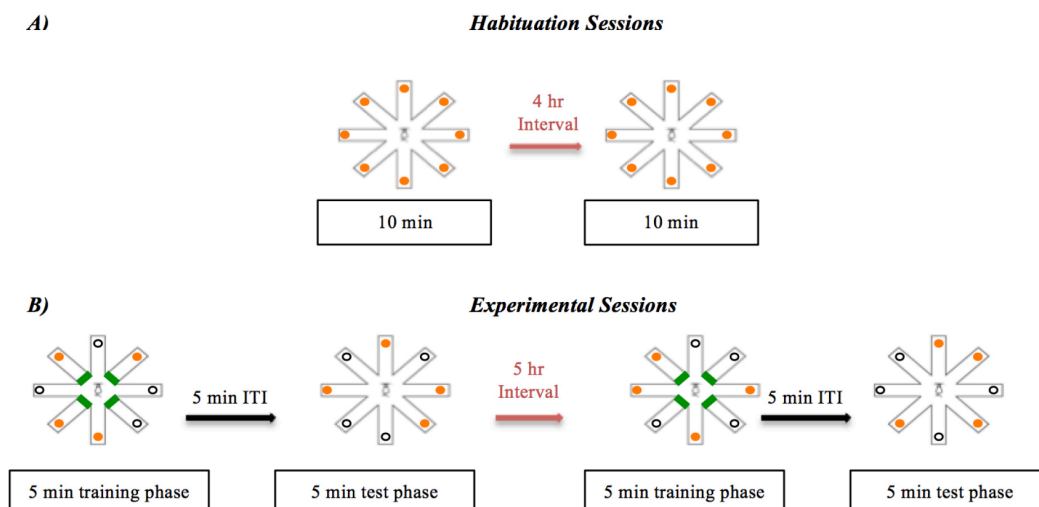 A)
Habituation Sessions
4 hr
Interval
10 min
10 min
B)
Experimental Sessions
5 min ITI
5 hr
Interval
5 min ITI
5 min training phase
5 min test phase
5 min training phase
5 min test phase